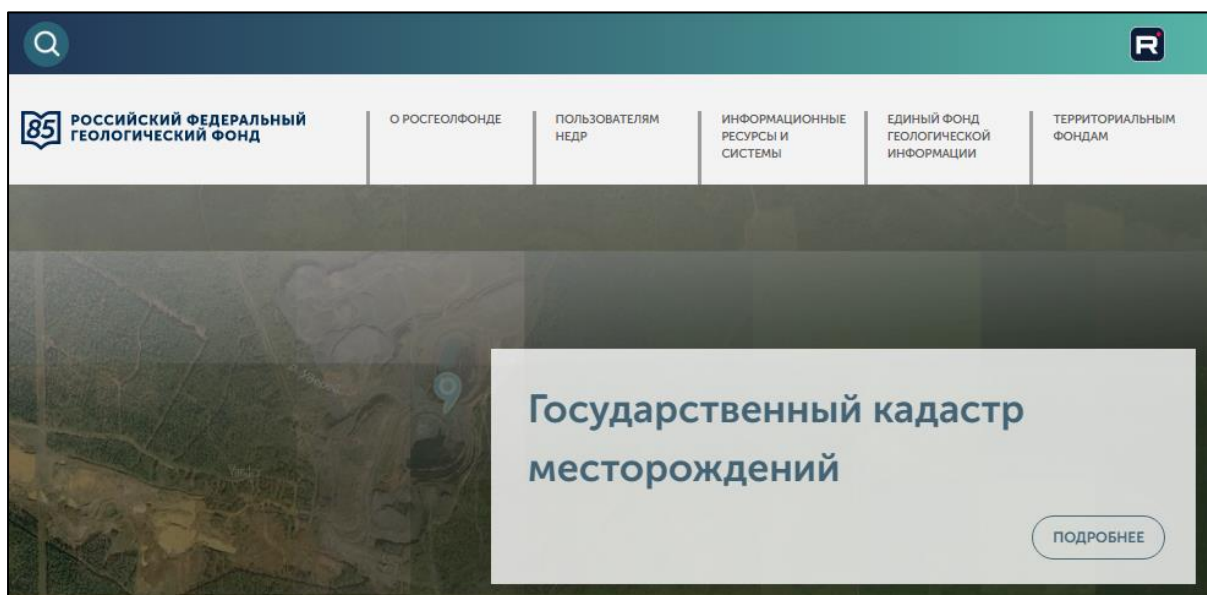 R
85
РОССИЙСКИЙ ФЕДЕРАЛЬНЫЙ
ГЕОЛОГИЧЕСКИЙ ФОНД
О РОСГЕОЛФОНДЕ
ПОЛЬЗОВАТЕЛЯМ
НЕДР
ИНФОРМАЦИОННЫЕ
РЕСУРСЫ И
СИСТЕМЫ
ЕДИНЫЙ ФОНД
ГЕОЛОГИЧЕСКОЙ
ИНФОРМАЦИИ
ТЕРРИТОРИАЛЬНЫМ
ФОНДАМ
Государственный кадастр
месторождений
ПОДРОБНЕЕ